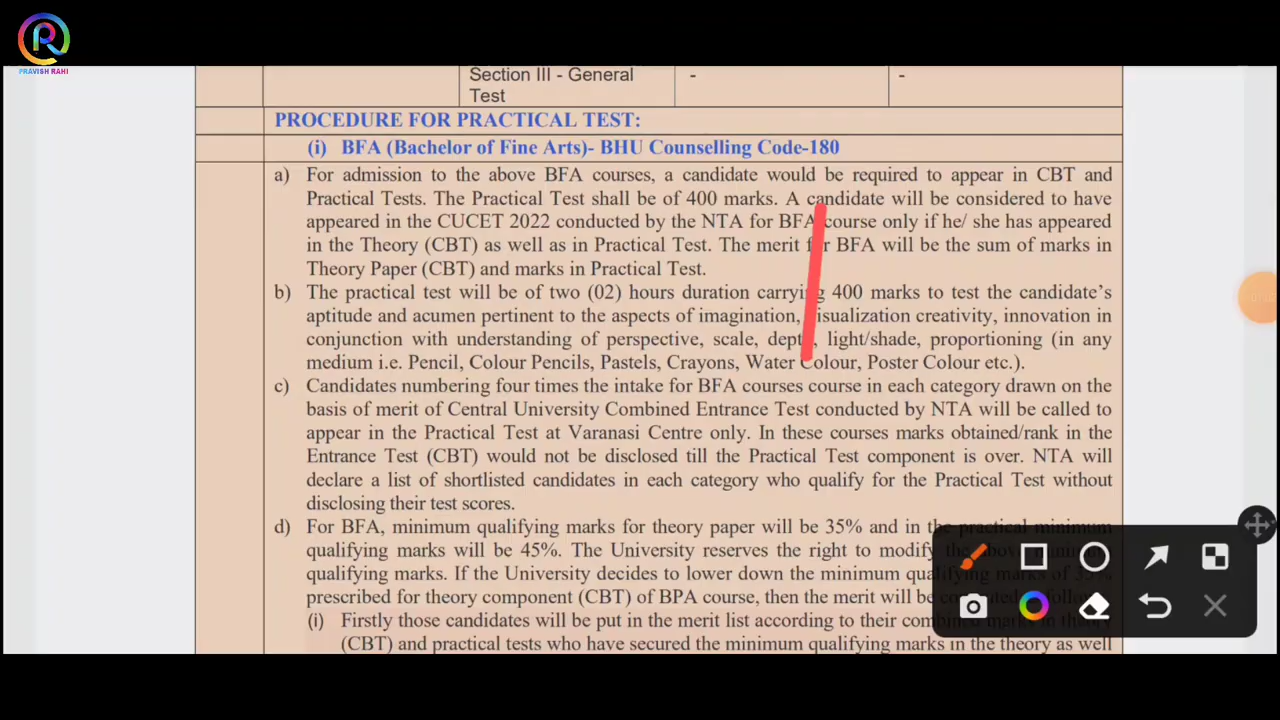 PRAVISH RAHI
Section III - General
Test
-
-
PROCEDURE FOR PRACTICAL TEST:
(i) BFA (Bachelor of Fine Arts)- BHU Counselling Code-180
a) For admission to the above BFA courses, a candidate would be required to appear in CBT and
Practical Tests. The Practical Test shall be of 400 marks. A candidate will be considered to have
appeared in the CUCET 2022 conducted by the NTA for BFA course only if he/ she has appeared
in the Theory (CBT) as well as in Practical Test. The merit for BFA will be the sum of marks in
Theory Paper (CBT) and marks in Practical Test.
b) The practical test will be of two (02) hours duration carrying 400 marks to test the candidate's
aptitude and acumen pertinent to the aspects of imagination, visualization creativity, innovation in
conjunction with understanding of perspective, scale, depth, light/shade, proportioning (in any
medium i.e. Pencil, Colour Pencils, Pastels, Crayons, Water Colour, Poster Colour etc.).
c) Candidates numbering four times the intake for BFA courses course in each category drawn on the
basis of merit of Central University Combined Entrance Test conducted by NTA will be called to
appear in the Practical Test at Varanasi Centre only. In these courses marks obtained/rank in the
Entrance Test (CBT) would not be disclosed till the Practical Test component is over. NTA will
declare a list of shortlisted candidates in each category who qualify for the Practical Test without
disclosing their test scores.
d) For BFA, minimum qualifying marks for theory paper will be 35% and in the practical minimum
qualifying marks will be 45%. The University reserves the right to modify the above minimum
qualifying marks. If the University decides to lower down the minimum qualifying marks of 35%
prescribed for theory component (CBT) of BPA course, then the merit will be
(i) Firstly those candidates will be put in the merit list according to their combined marks in theory
(CBT) and practical tests who have secured the minimum qualifying marks in the theory as well